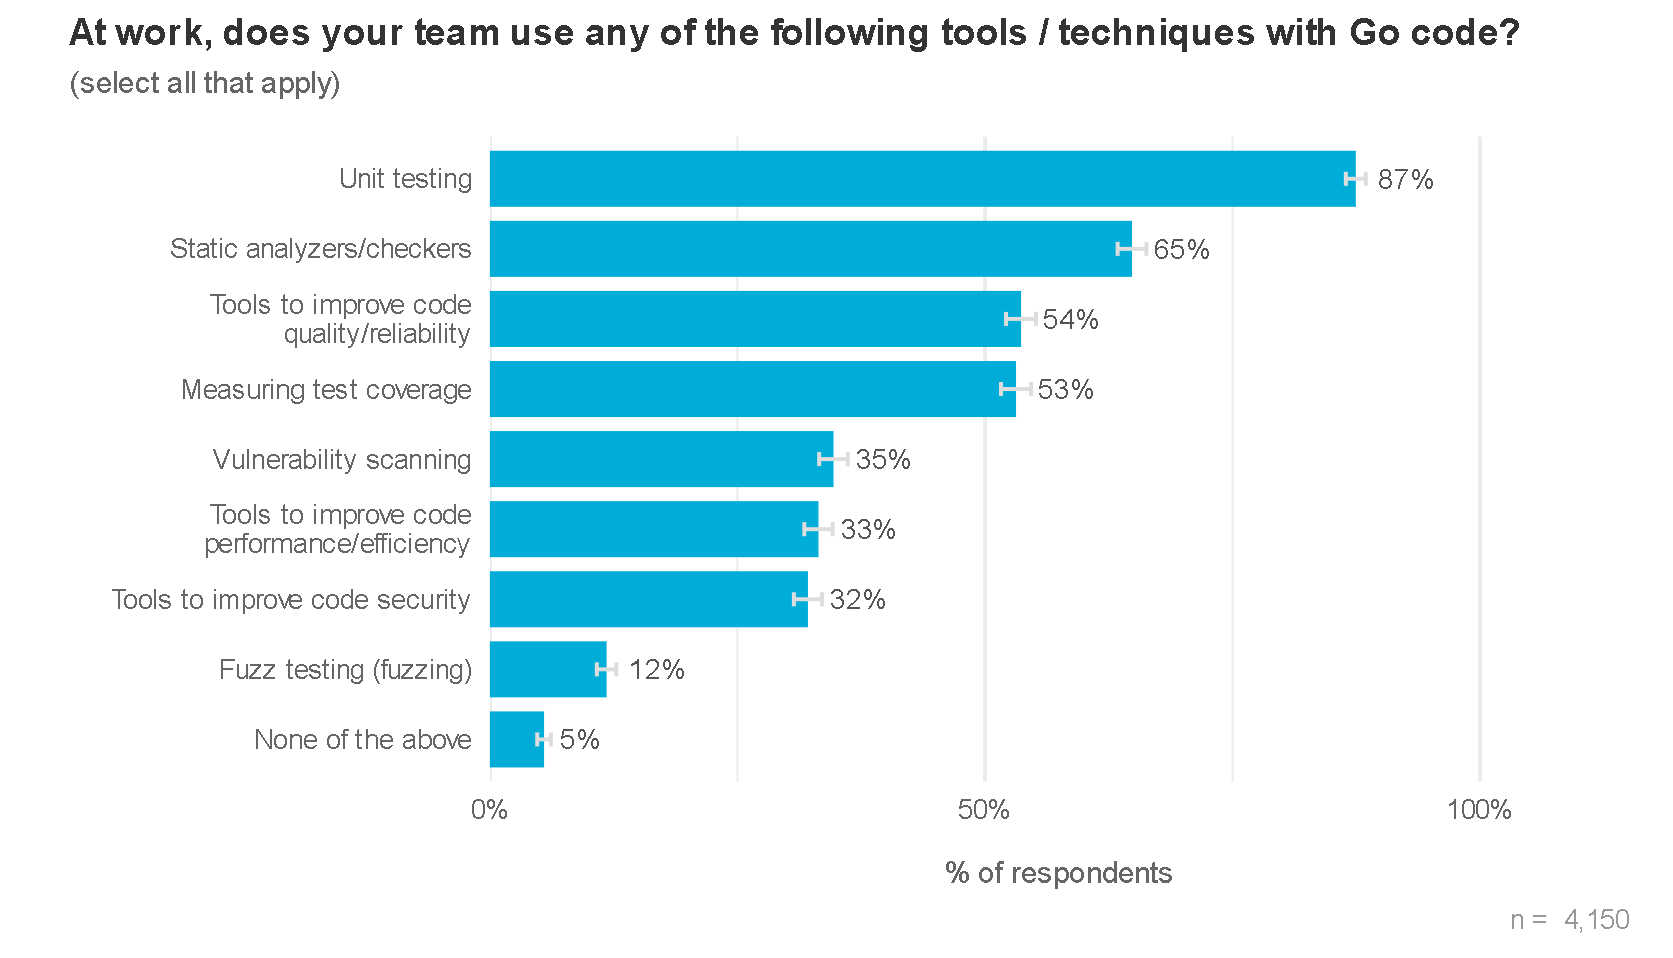 At work, does your team use any of the following tools / techniques with Go code?
(select all that apply)
Unit testing
87%
Static analyzers/checkers
65%
Tools to improve code
quality/reliability
54%
Measuring test coverage
53%
Vulnerability scanning
35%
Tools to improve code
performance/efficiency
33%
Tools to improve code security
32%
Fuzz testing (fuzzing)
12%
None of the above
5%
0%
50%
100%
% of respondents
n = 4,150